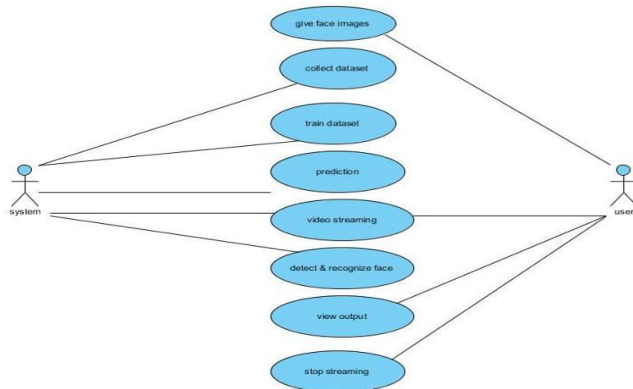 give face images
collect dataset
train dataset
prediction
system
user
video streaming
detect & recognize face
view output
stop streaming